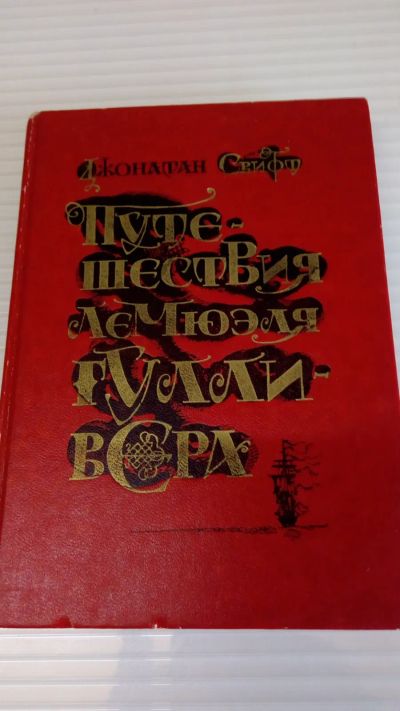 Джонатан Свифт
Путе-
шествия
Лемюэля
Гулли-
вера